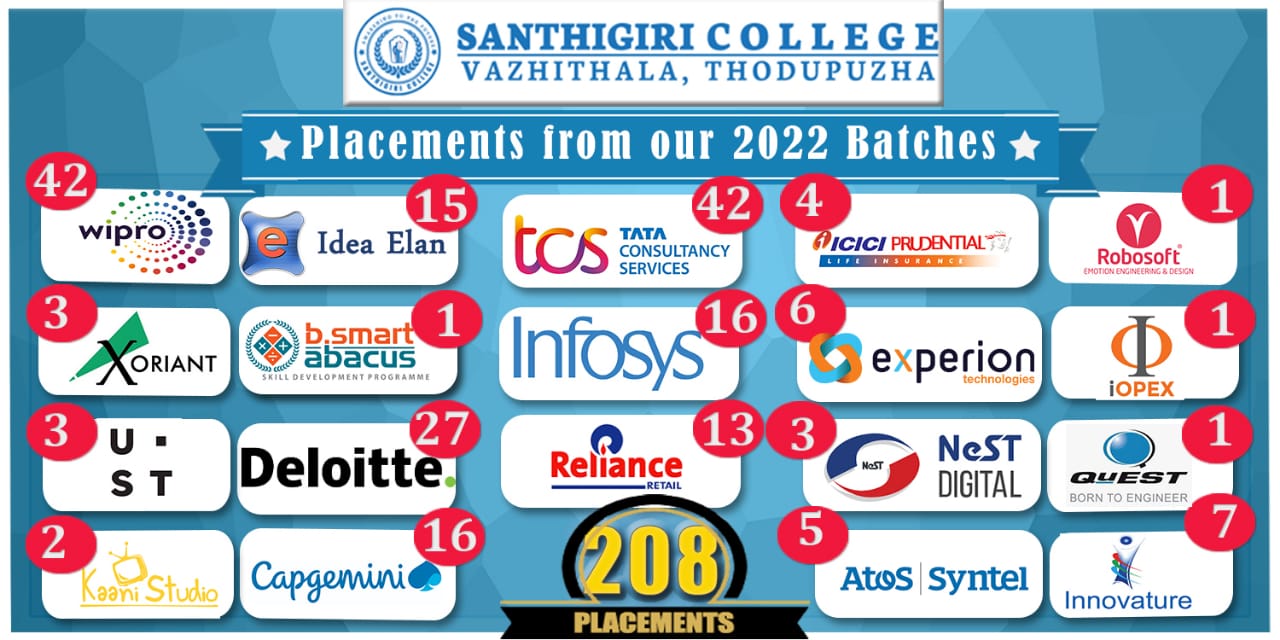 SANTHIGIRI COLLEGE
VAZHITHALA, THODUPUZHA
Placements from our 2022 Batches
42
wipro
15
e Idea Elan
42
tcs TATA
CONSULTANCY
SERVICES
4
ICICI PRUDENTIAL
LIFE INSURANCE
1
Robosoft
EMOTION ENGINEERING & DESIGN
3
XORIANT
1
b.smart
abacus
SKILL DEVELOPMENT PROGRAMME
16
Infosys
6
experion
technologies
1
iOPEX
3
U ·
S T
27
Deloitte.
13
Reliance
RETAIL
3
NeST
NeST
DIGITAL
1
QuEST
BORN TO ENGINEER
2
Kaani Studio
16
Capgemini
208
PLACEMENTS
5
Atos | Syntel
7
Innovature